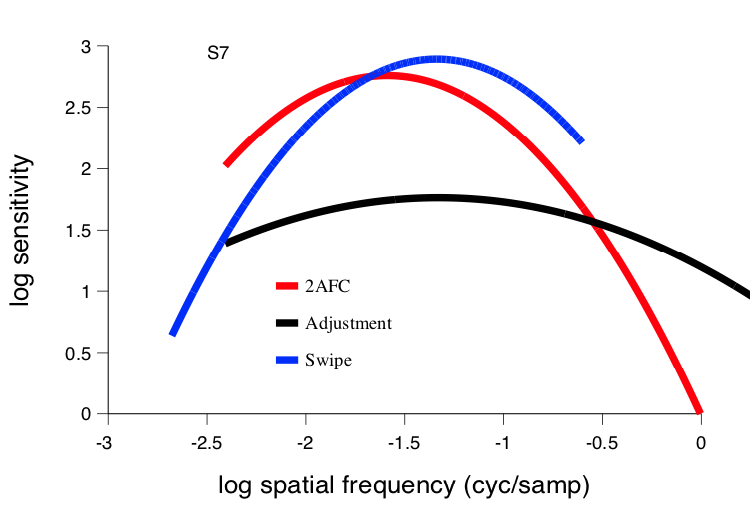 S7
3
2.5
2
1.5
1
0.5
0
log sensitivity
2AFC
Adjustment
Swipe
-3 -2.5 -2 -1.5 -1 -0.5 0
log spatial frequency (cyc/samp)